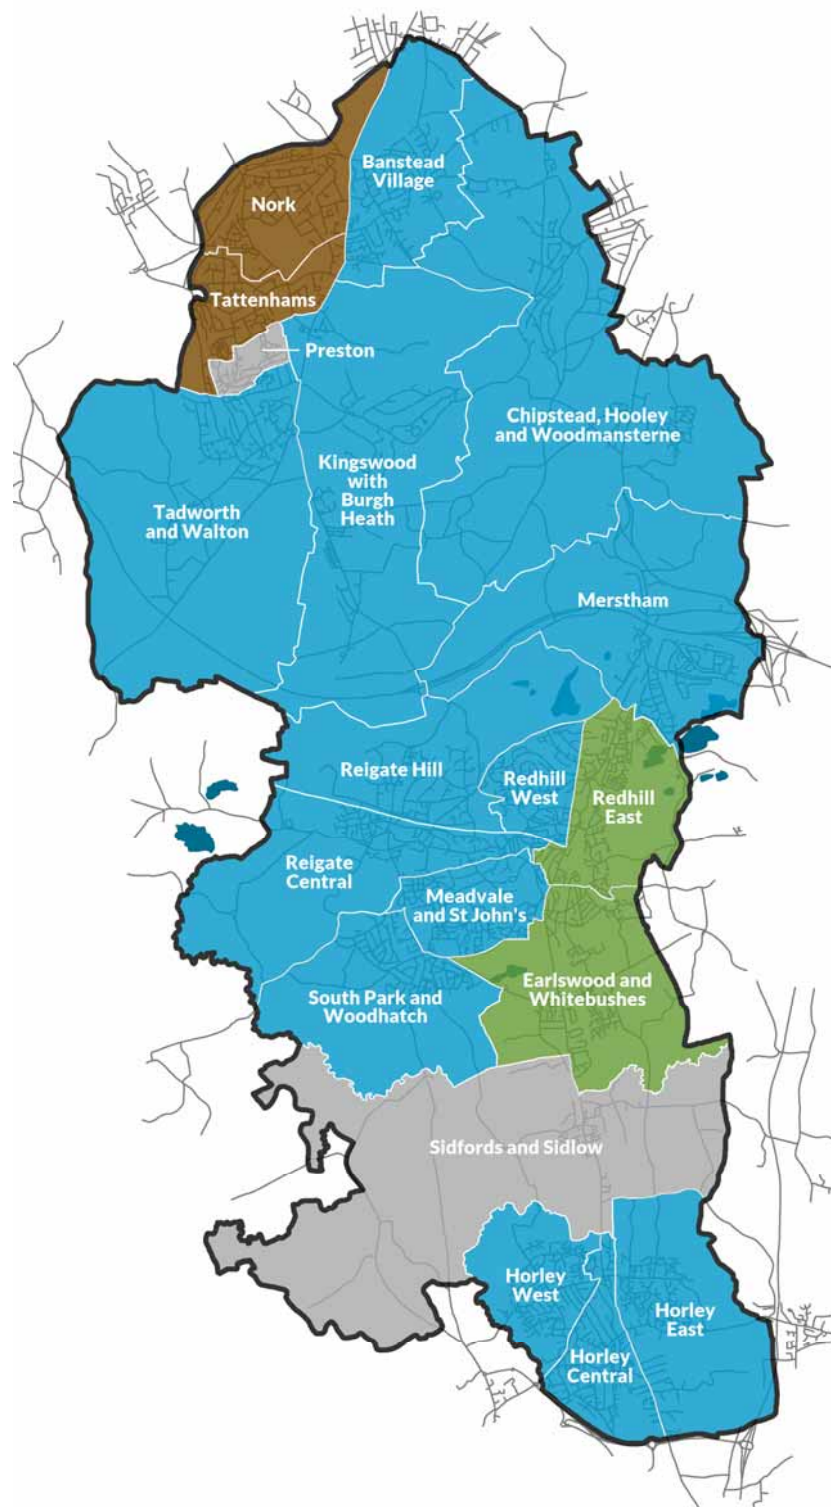 Banstead
Village
Nork
Tattenhams
Preston
Chipstead, Hooley
and Woodmansterne
Kingswood
with
Burgh
Heath
Tadworth
and Walton
Merstham
Reigate Hill
Redhill
West
Redhill
East
Reigate
Central
Meadvale
and St John's
Earlswood and
Whitebushes
South Park and
Woodhatch
Sidfords and Sidlow
Horley
West
Horley
East
Horley
Central